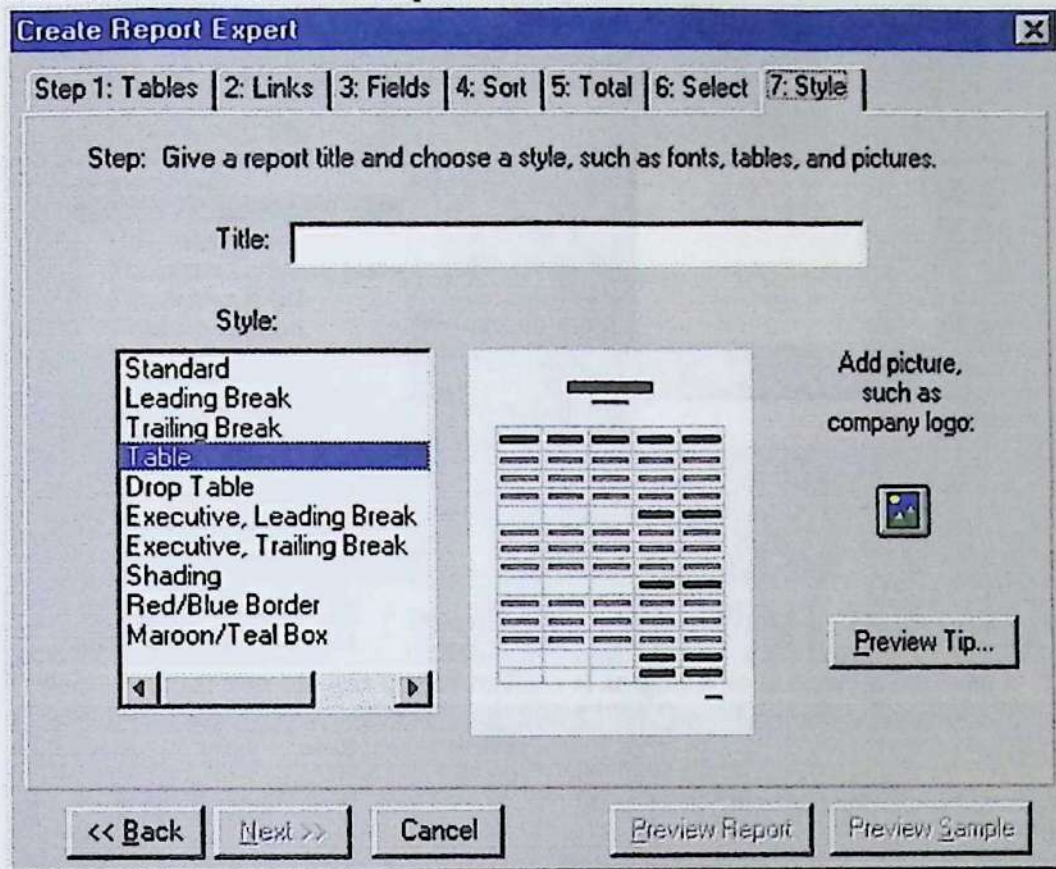 Create Report Expert
Step 1: Tables 2: Links 3: Fields 4: Sort 5: Total 6: Select 7: Style
Step: Give a report title and choose a style, such as fonts, tables, and pictures.
Title:
Style:
Standard
Leading Break
Trailing Break
Table
Drop Table
Executive, Leading Break
Executive, Trailing Break
Shading
Red/Blue Border
Maroon/Teal Box
Add picture,
such as
company logo:
Preview Tip...
<< Back Next >> Cancel Preview Report Preview Sample